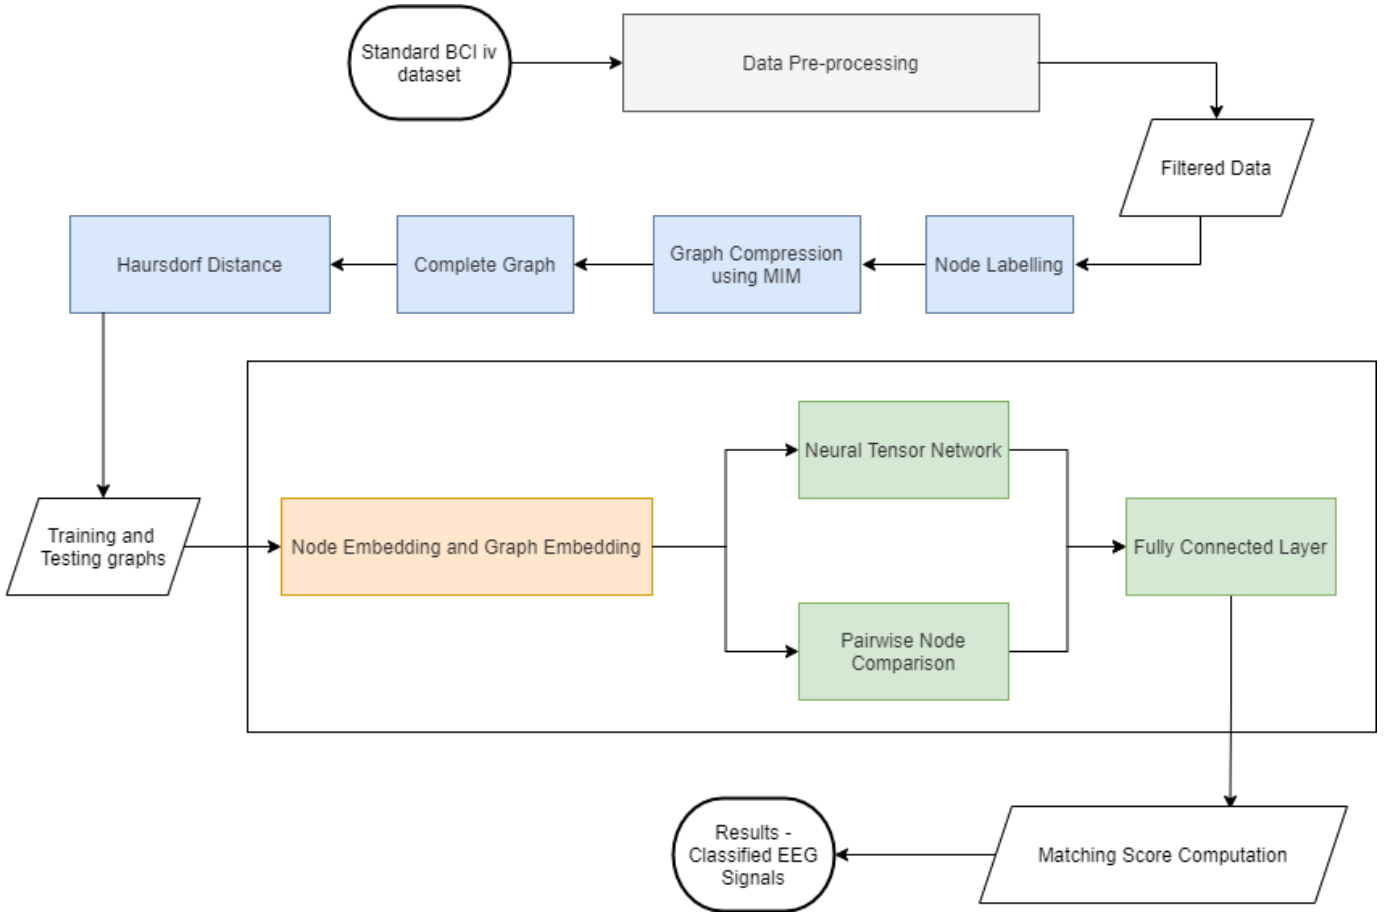 Standard BCI iv
dataset
Data Pre-processing
Filtered Data
Haursdorf Distance
Complete Graph
Graph Compression
using MIM
Node Labelling
Neural Tensor Network
Training and
Testing graphs
Node Embedding and Graph Embedding
Fully Connected Layer
Pairwise Node
Comparison
Results -
Classified EEG
Signals
Matching Score Computation